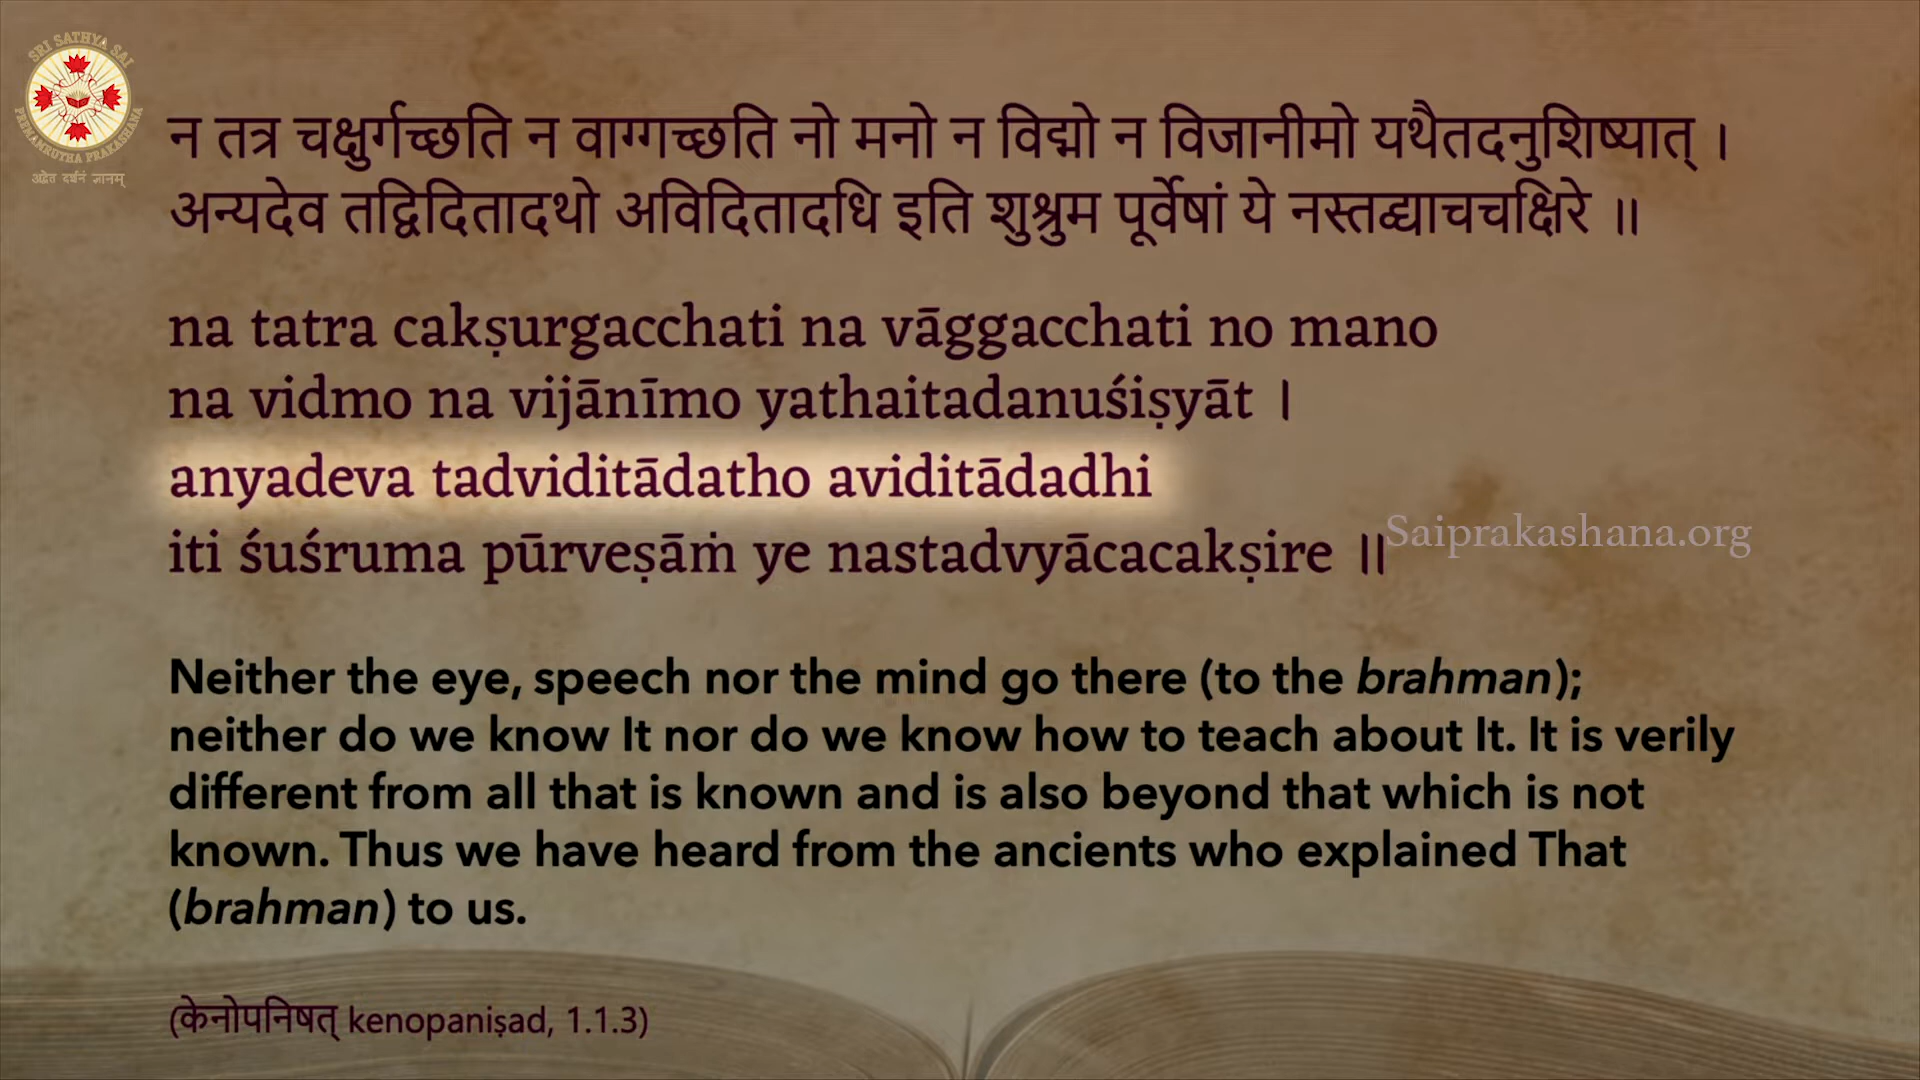 SRI SATHYA SAI
PREMAMRUTHA PRAKASHANA
अद्वैत दर्शनं ज्ञानम्
न तत्र चक्षुर्गच्छति न वाग्गच्छति नो मनो न विद्मो न विजानीमो यथैतदनुशिष्यात् ।
अन्यदेव तद्विदितादथो अविदितादधि इति शुश्रुम पूर्वेषां ये नस्तद्व्याचचक्षिरे ॥
na tatra cakṣurgacchati na vāggacchati no mano
na vidmo na vijānīmo yathaitadanuśiṣyāt |
anyadeva tadviditādatho aviditādadhi
iti śuśruma pūrveṣāṁ ye nastadvyācacakṣire ||
Saiprakashana.org
Neither the eye, speech nor the mind go there (to the brahman);
neither do we know It nor do we know how to teach about It. It is verily
different from all that is known and is also beyond that which is not
known. Thus we have heard from the ancients who explained That
(brahman) to us.
(केनोपनिषत् kenopaniṣad, 1.1.3)